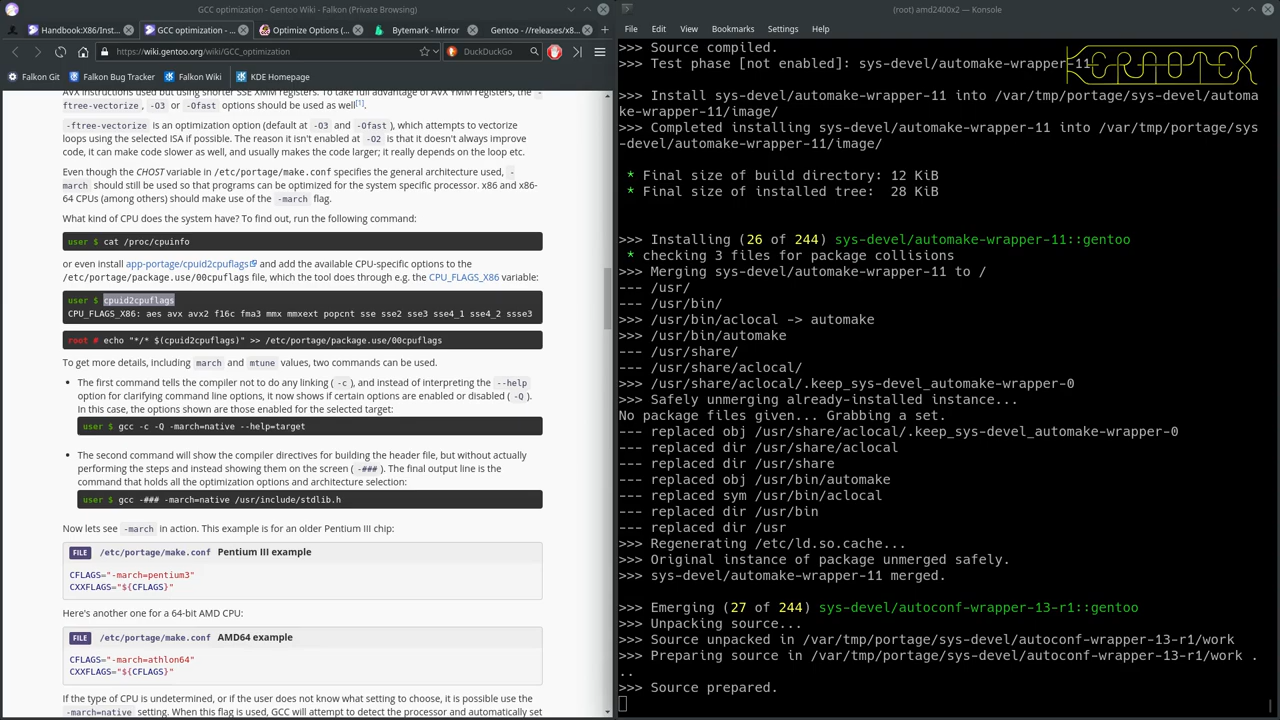 GCC optimization - Gentoo Wiki - Falkon (Private Browsing)
Handbook:X86/Inst...
GCC optimization - ...
Optimize Options (...
Bytemark - Mirror
Gentoo - //releases/x8...
https://wiki.gentoo.org/wiki/GCC_optimization
DuckDuckGo
Falkon Git
Falkon Bug Tracker
Falkon Wiki
KDE Homepage
AVX instructions used but using shorter SSE XMM registers. To take full advantage of AVX YMM registers, the -
ftree-vectorize, -O3 or -Ofast options should be used as well[1].
-ftree-vectorize is an optimization option (default at -O3 and -Ofast), which attempts to vectorize
loops using the selected ISA if possible. The reason it isn't enabled at -O2 is that it doesn't always improve
code, it can make code slower as well, and usually makes the code larger; it really depends on the loop etc.
Even though the CHOST variable in /etc/portage/make.conf specifies the general architecture used, -
march should still be used so that programs can be optimized for the system specific processor. x86 and x86-
64 CPUs (among others) should make use of the -march flag.
What kind of CPU does the system have? To find out, run the following command:
user $ cat /proc/cpuinfo
or even install app-portage/cpuid2cpuflags and add the available CPU-specific options to the
/etc/portage/package.use/00cpuflags file, which the tool does through e.g. the CPU_FLAGS_X86 variable:
user $ cpuid2cpuflags
CPU_FLAGS_X86: aes avx avx2 f16c fma3 mmx mmxext popcnt sse sse2 sse3 sse4_1 sse4_2 ssse3
root # echo "*/* $(cpuid2cpuflags)" >> /etc/portage/package.use/00cpuflags
To get more details, including march and mtune values, two commands can be used.
The first command tells the compiler not to do any linking (-c), and instead of interpreting the --help
option for clarifying command line options, it now shows if certain options are enabled or disabled (-Q).
In this case, the options shown are those enabled for the selected target:
user $ gcc -c -Q -march=native --help=target
The second command will show the compiler directives for building the header file, but without actually
performing the steps and instead showing them on the screen (-###). The final output line is the
command that holds all the optimization options and architecture selection:
user $ gcc -### -march=native /usr/include/stdlib.h
Now lets see -march in action. This example is for an older Pentium III chip:
FILE /etc/portage/make.conf Pentium III example
CFLAGS="-march=pentium3"
CXXFLAGS="${CFLAGS}"
Here's another one for a 64-bit AMD CPU:
FILE /etc/portage/make.conf AMD64 example
CFLAGS="-march=athlon64"
CXXFLAGS="${CFLAGS}"
If the type of CPU is undetermined, or if the user does not know what setting to choose, it is possible use the
-march=native setting. When this flag is used, GCC will attempt to detect the processor and automatically set
(root) amd2400x2 — Konsole
File Edit View Bookmarks Settings Help
>>> Source compiled.
>>> Test phase [not enabled]: sys-devel/automake-wrapper-11
>>> Install sys-devel/automake-wrapper-11 into /var/tmp/portage/sys-devel/automa
ke-wrapper-11/image/
>>> Completed installing sys-devel/automake-wrapper-11 into /var/tmp/portage/sys
-devel/automake-wrapper-11/image/
* Final size of build directory: 12 KiB
* Final size of installed tree: 28 KiB
>>> Installing (26 of 244) sys-devel/automake-wrapper-11::gentoo
* checking 3 files for package collisions
>>> Merging sys-devel/automake-wrapper-11 to /
--- /usr/
--- /usr/bin/
>>> /usr/bin/aclocal -> automake
>>> /usr/bin/automake
--- /usr/share/
--- /usr/share/aclocal/
>>> /usr/share/aclocal/.keep_sys-devel_automake-wrapper-0
>>> Safely unmerging already-installed instance...
No package files given... Grabbing a set.
--- replaced obj /usr/share/aclocal/.keep_sys-devel_automake-wrapper-0
--- replaced dir /usr/share/aclocal
--- replaced dir /usr/share
--- replaced obj /usr/bin/automake
--- replaced sym /usr/bin/aclocal
--- replaced dir /usr/bin
--- replaced dir /usr
>>> Regenerating /etc/ld.so.cache...
>>> Original instance of package unmerged safely.
>>> sys-devel/automake-wrapper-11 merged.
>>> Emerging (27 of 244) sys-devel/autoconf-wrapper-13-r1::gentoo
>>> Unpacking source...
>>> Source unpacked in /var/tmp/portage/sys-devel/autoconf-wrapper-13-r1/work
>>> Preparing source in /var/tmp/portage/sys-devel/autoconf-wrapper-13-r1/work .
..
>>> Source prepared.